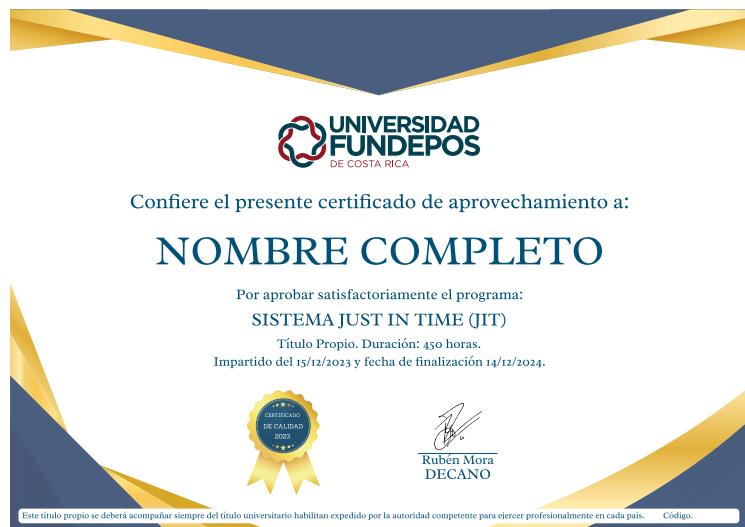 UNIVERSIDAD
FUNDEPOS
DE COSTA RICA
Confiere el presente certificado de aprovechamiento a:
NOMBRE COMPLETO
Por aprobar satisfactoriamente el programa:
SISTEMA JUST IN TIME (JIT)
Título Propio. Duración: 450 horas.
Impartido del 15/12/2023 y fecha de finalización 14/12/2024.
CERTIFICADO
DE CALIDAD
2023
Rubén Mora
DECANO
Este título propio se deberá acompañar siempre del título universitario habilitan expedido por la autoridad competente para ejercer profesionalmente en cada país. Código.